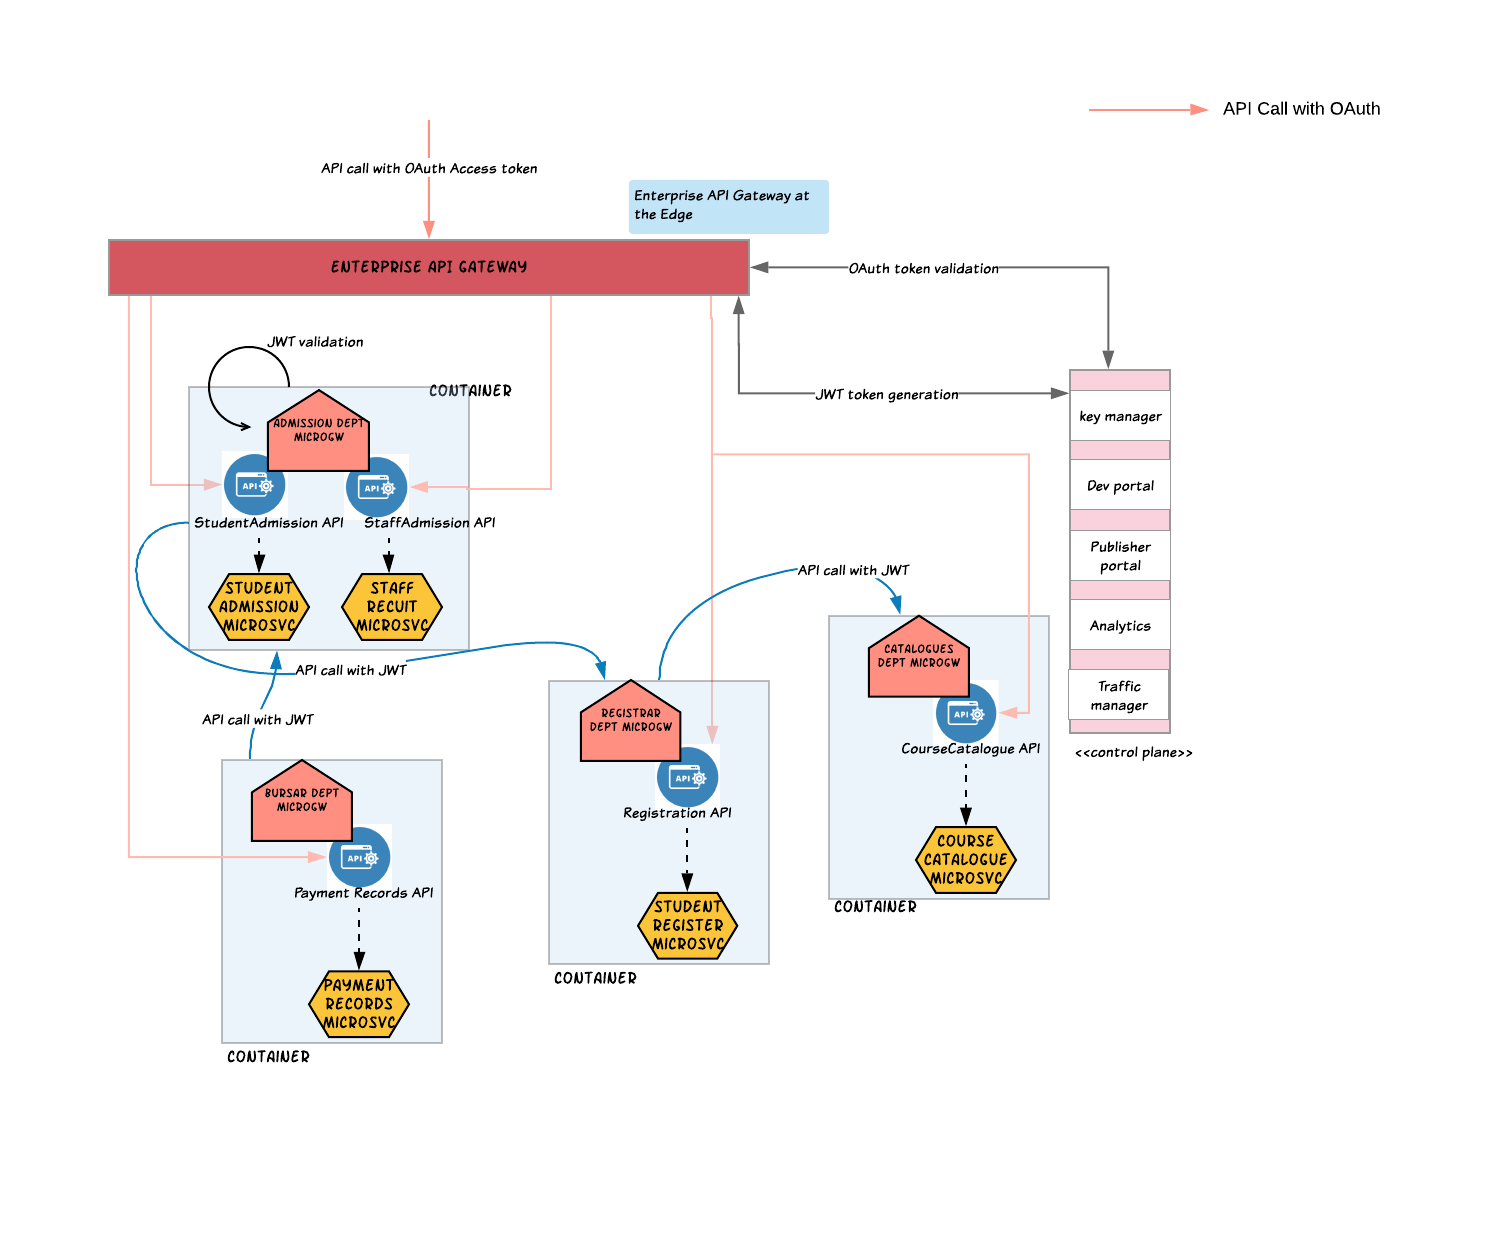 API Call with OAuth
API call with OAuth Access token
Enterprise API Gateway at
the Edge
ENTERPRISE API GATEWAY
OAuth token validation
JWT validation
CONTAINER
JWT token generation
ADMISSION DEPT
MICROGW
API
API
StudentAdmission API
StaffAdmission API
STUDENT
ADMISSION
MICROSVC
STAFF
RECUIT
MICROSVC
key manager
Dev portal
Publisher
portal
Analytics
Traffic
manager
<<control plane>>
API call with JWT
API call with JWT
API call with JWT
CATALOGUES
DEPT MICROGW
API
CourseCatalogue API
COURSE
CATALOGUE
MICROSVC
CONTAINER
REGISTRAR
DEPT MICROGW
API
Registration API
STUDENT
REGISTER
MICROSVC
CONTAINER
BURSAR DEPT
MICROGW
API
Payment Records API
PAYMENT
RECORDS
MICROSVC
CONTAINER